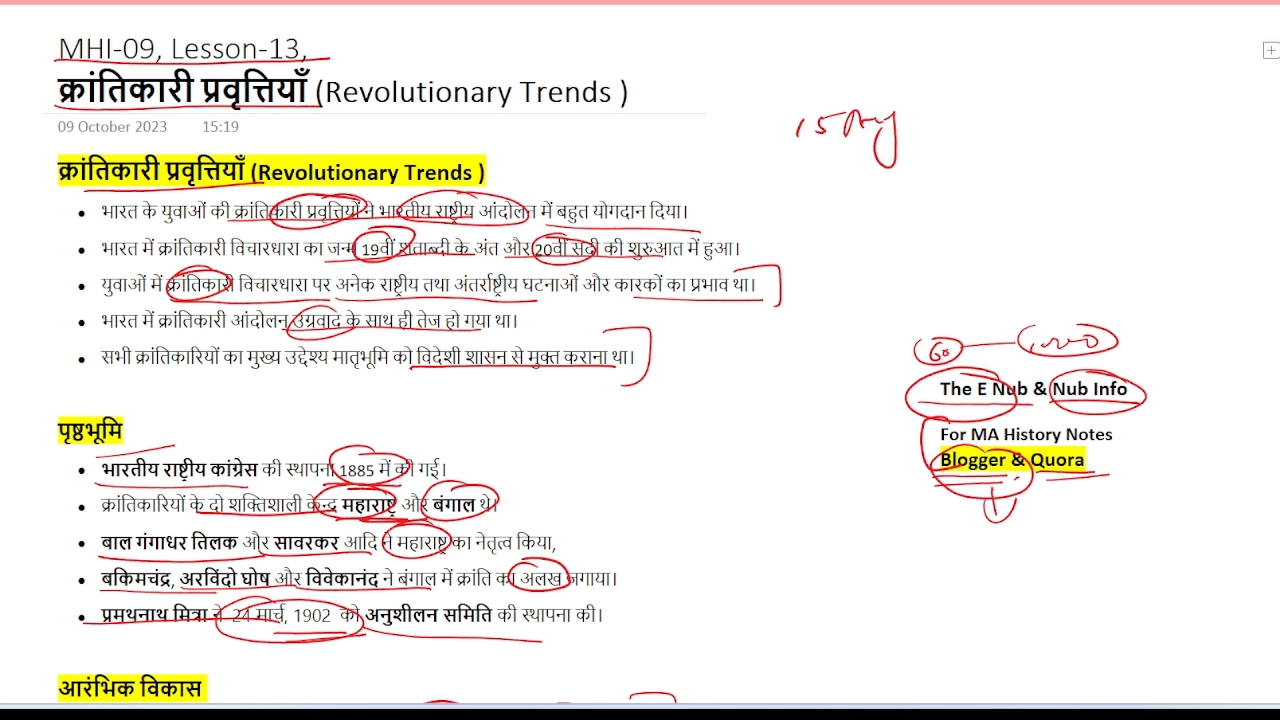 MHI-09, Lesson-13,
क्रांतिकारी प्रवृत्तियाँ (Revolutionary Trends )
09 October 2023 15:19
15 Aug
क्रांतिकारी प्रवृत्तियाँ (Revolutionary Trends )
• भारत के युवाओं की क्रांतिकारी प्रवृत्तियों ने भारतीय राष्ट्रीय आंदोलन में बहुत योगदान दिया।
• भारत में क्रांतिकारी विचारधारा का जन्म 19वीं शताब्दी के अंत और 20वीं सदी की शुरुआत में हुआ।
• युवाओं में क्रांतिकारी विचारधारा पर अनेक राष्ट्रीय तथा अंतर्राष्ट्रीय घटनाओं और कारकों का प्रभाव था।
• भारत में क्रांतिकारी आंदोलन उग्रवाद के साथ ही तेज हो गया था।
• सभी क्रांतिकारियों का मुख्य उद्देश्य मातृभूमि को विदेशी शासन से मुक्त कराना था।
पृष्ठभूमि
• भारतीय राष्ट्रीय कांग्रेस की स्थापना 1885 में की गई।
• क्रांतिकारियों के दो शक्तिशाली केन्द्र महाराष्ट्र और बंगाल थे।
• बाल गंगाधर तिलक और सावरकर आदि ने महाराष्ट्र का नेतृत्व किया,
• बकिमचंद्र, अरविंदो घोष और विवेकानंद ने बंगाल में क्रांति का अलख जगाया।
• प्रमथनाथ मित्रा ने 24 मार्च, 1902 को अनुशीलन समिति की स्थापना की।
आरंभिक विकास
The E Nub & Nub Info
For MA History Notes
Blogger & Quora